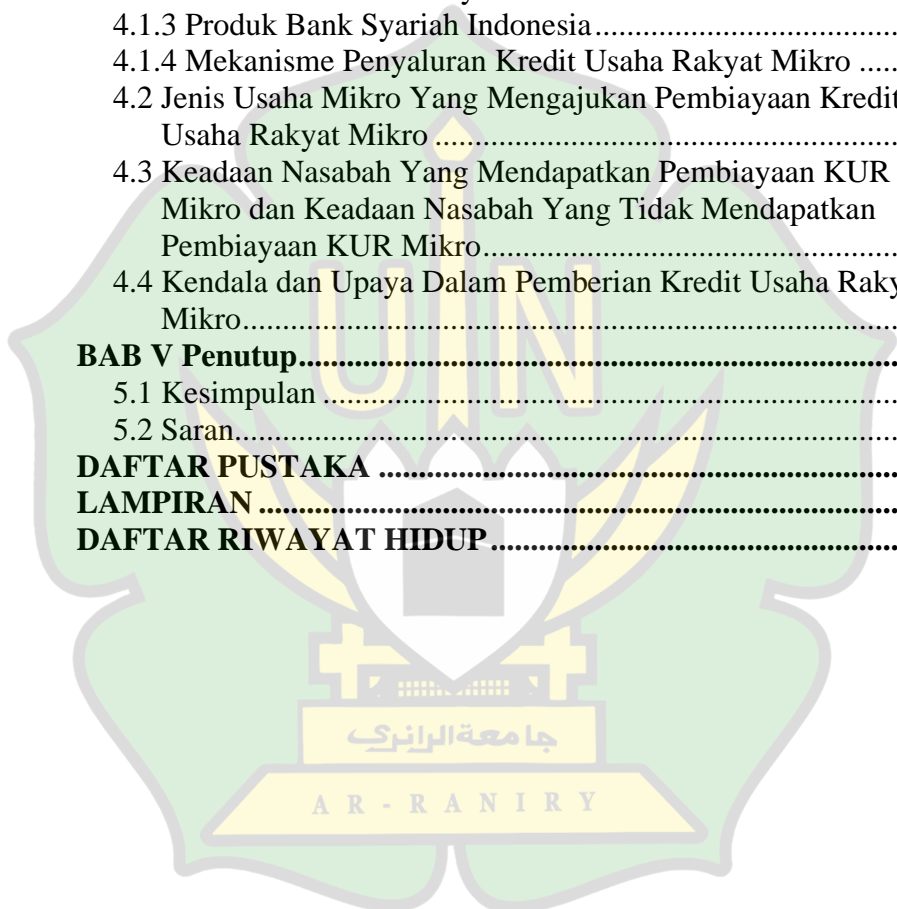 4.1.3 Produk Bank Syariah Indonesia........................................
4.1.4 Mekanisme Penyaluran Kredit Usaha Rakyat Mikro .....
4.2 Jenis Usaha Mikro Yang Mengajukan Pembiayaan Kredit
Usaha Rakyat Mikro ............................................................
4.3 Keadaan Nasabah Yang Mendapatkan Pembiayaan KUR
Mikro dan Keadaan Nasabah Yang Tidak Mendapatkan
Pembiayaan KUR Mikro......................................................
4.4 Kendala dan Upaya Dalam Pemberian Kredit Usaha
Mikro....................................................................................
BAB V Penutup...........................................................................
5.1 Kesimpulan ..........................................................................
5.2 Saran.....................................................................................
DAFTAR PUSTAKA .................................................................
LAMPIRAN ................................................................................
DAFTAR RIWAYAT HIDUP...................................................
UIN
جامعة الرانري
AR-RANIRY